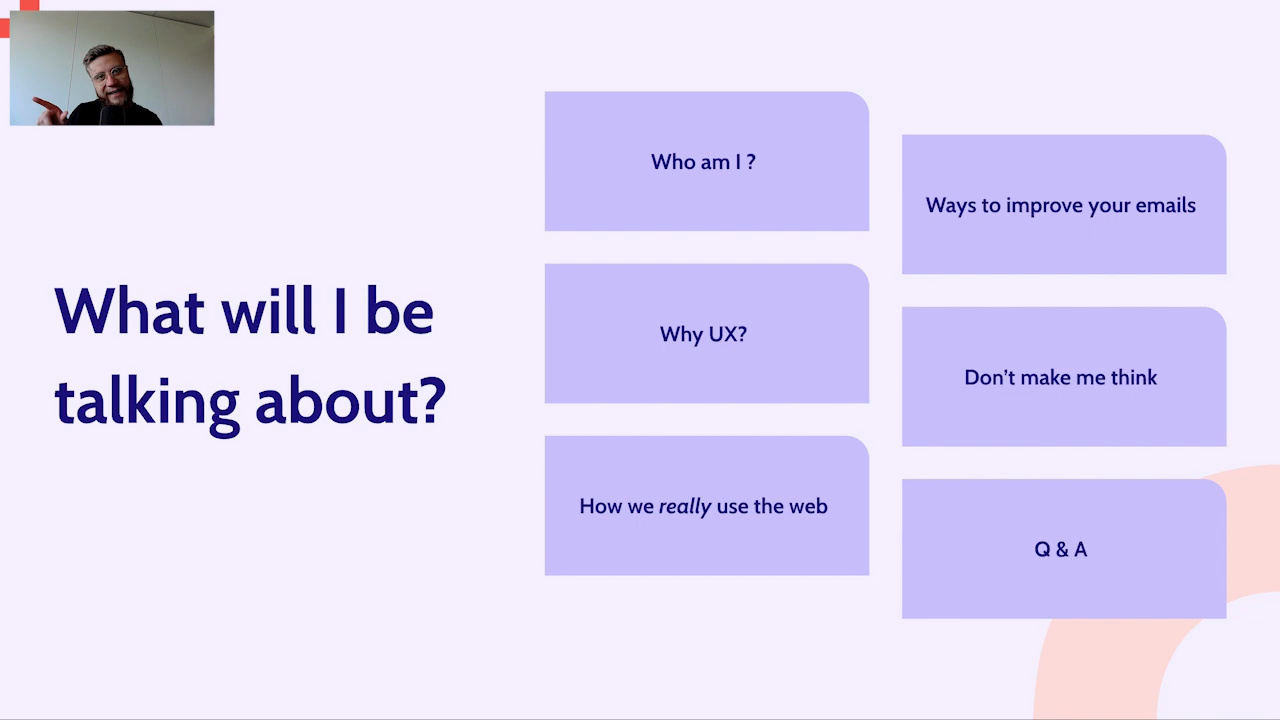 What will I be
talking about?
Who am I ?
Why UX?
How we really use the web
Ways to improve your emails
Don’t make me think
Q & A